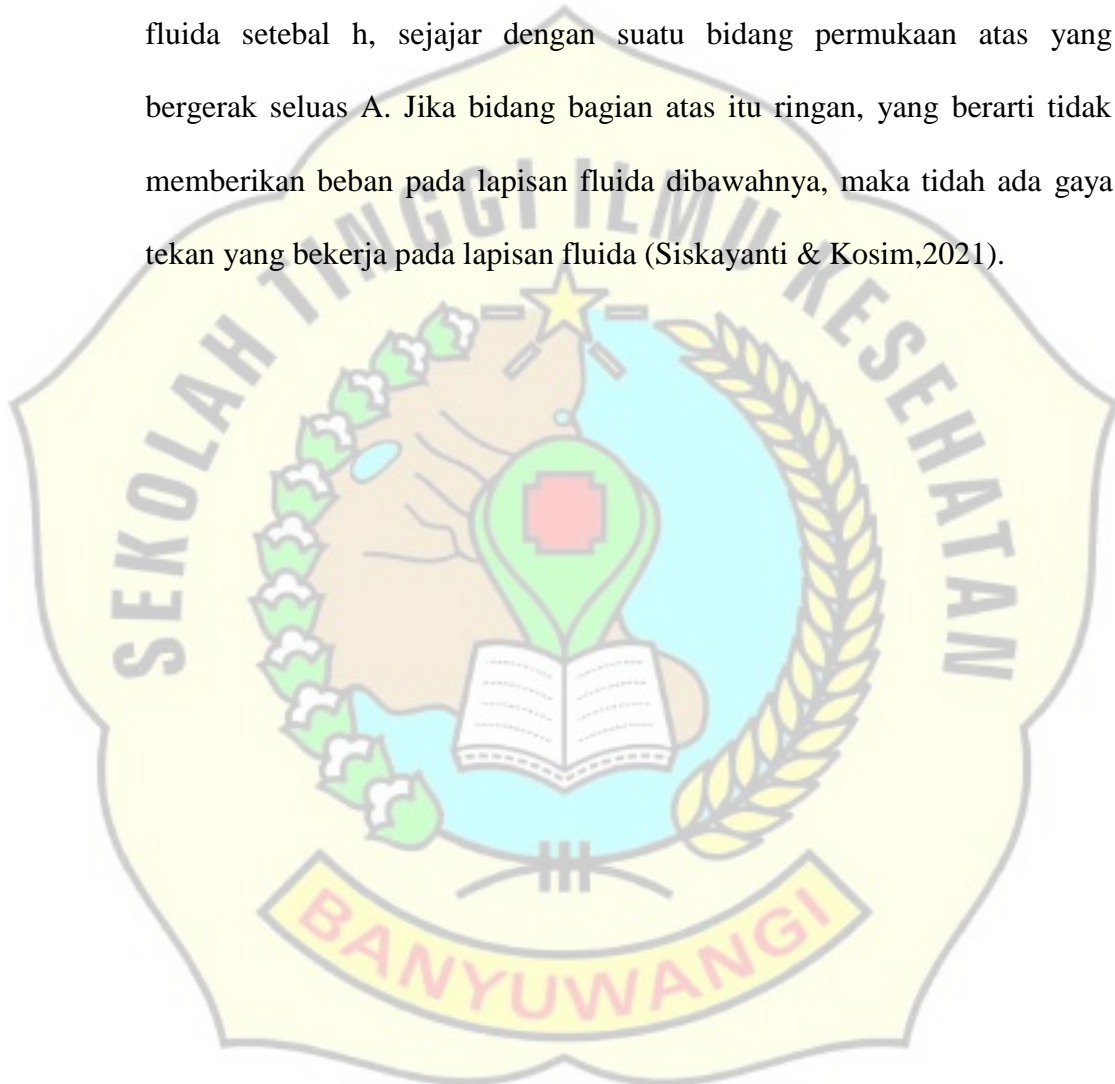 fluida setebal h, sejajar dengan suatu bidang permukaan atas yang
bergerak seluas A. Jika bidang bagian atas itu ringan, yang berarti tidak
memberikan beban pada lapisan fluida dibawahnya, maka tidah ada gaya
tekan yang bekerja pada lapisan fluida (Siskayanti & Kosim,2021).
SEKOLAH TINGGI ILMU KESEHATAN
BANYUWANGI